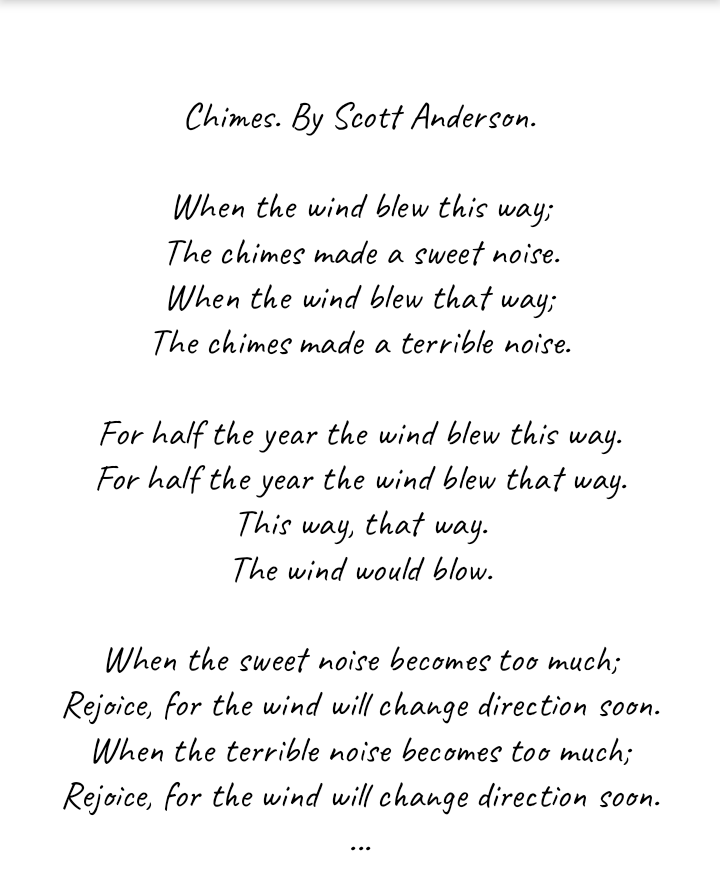 Chimes. By Scott Anderson.
When the wind blew this way;
The chimes made a sweet noise.
When the wind blew that way;
The chimes made a terrible noise.
For half the year the wind blew this way.
For half the year the wind blew that way.
This way, that way.
The wind would blow.
When the sweet noise becomes too much;
Rejoice, for the wind will change direction soon.
When the terrible noise becomes too much;
Rejoice, for the wind will change direction soon.
...